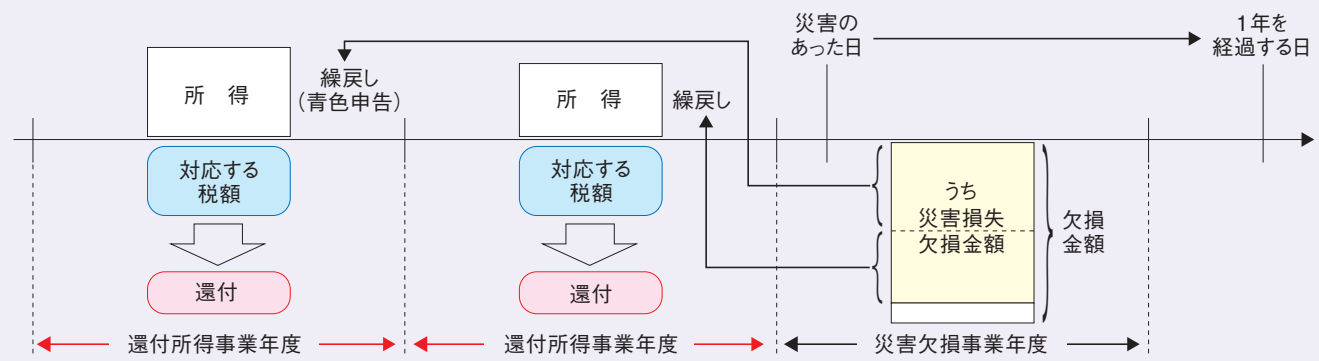 災害の
あった日
1年を
経過する日
所 得
繰戻し
（青色申告）
所 得
繰戻し
対応する
税額
対応する
税額
うち
災害損失
欠損金額
欠損
金額
還付
還付
還付所得事業年度
還付所得事業年度
災害欠損事業年度